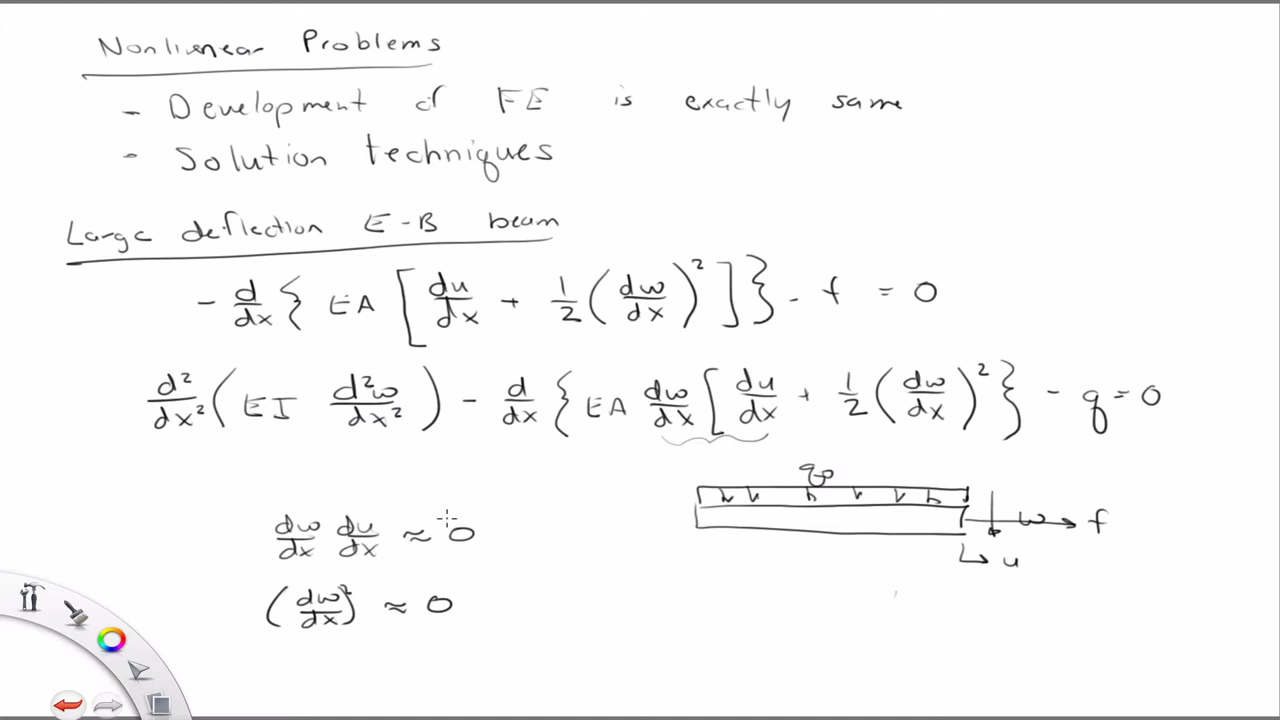 Nonlinear Problems
- Development of FE is exactly same
- Solution techniques
Large deflection E-B beam
- d/dx { EA [ du/dx + 1/2 ( dw/dx )² ] } - f = 0
d²/dx² ( EI d²w/dx² ) - d/dx { EA dw/dx [ du/dx + 1/2 ( dw/dx )² } - q = 0
q₀
w f
u
dw/dx du/dx ≈ 0
( dw/dx )² ≈ 0